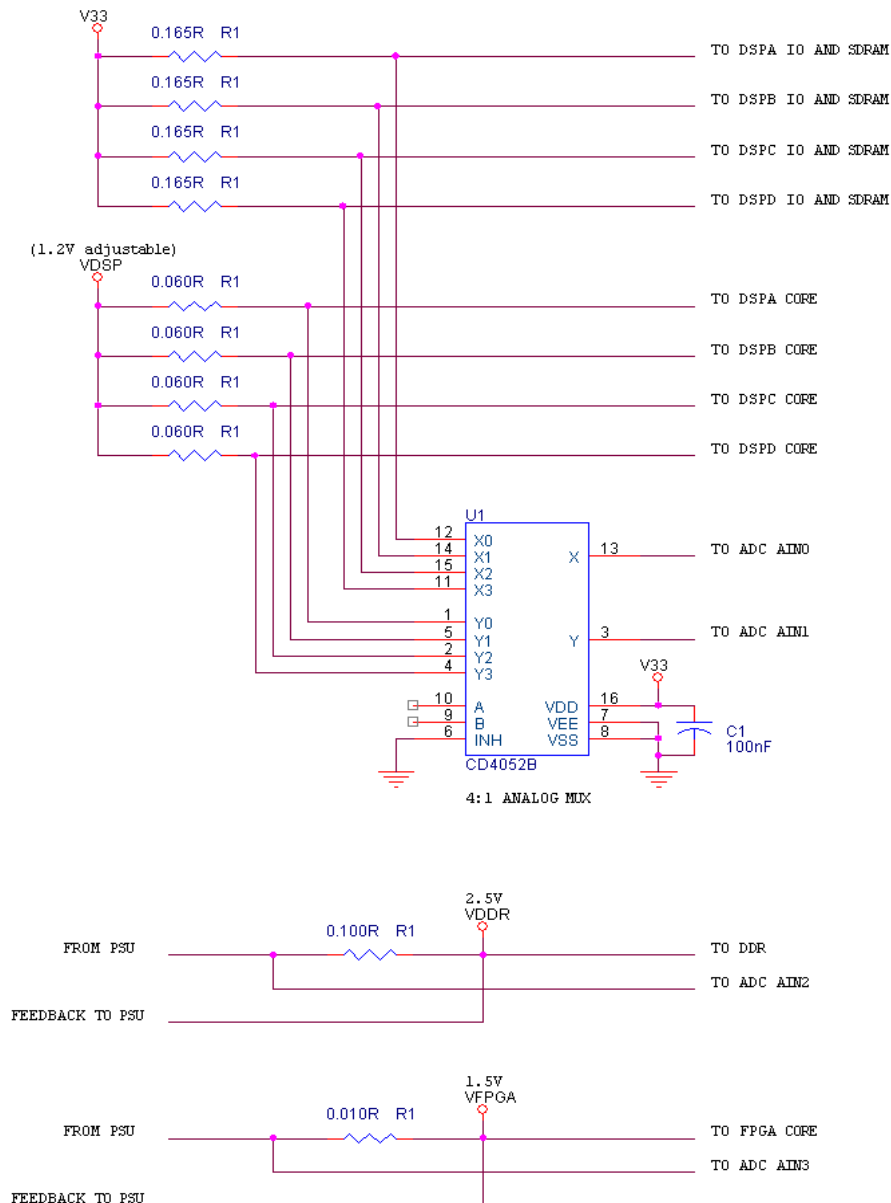 V33
0.165R R1
TO DSPA IO AND SDRAM
0.165R R1
TO DSPB IO AND SDRAM
0.165R R1
TO DSPC IO AND SDRAM
0.165R R1
TO DSPD IO AND SDRAM
(1.2V adjustable)
VDSP
0.060R R1
TO DSPA CORE
0.060R R1
TO DSPB CORE
0.060R R1
TO DSPC CORE
0.060R R1
TO DSPD CORE
U1
12 X0
14 X1 X 13 TO ADC AIN0
15 X2
11 X3
1 Y0
5 Y1 Y 3 TO ADC AIN1
2 Y2
4 Y3
V33
10 A VDD 16
9 B VEE 7
6 INH VSS 8
C1
100nF
CD4052B
4:1 ANALOG MUX
2.5V
VDDR
0.100R R1
FROM PSU
TO DDR
TO ADC AIN2
FEEDBACK TO PSU
1.5V
VFPGA
0.010R R1
FROM PSU
TO FPGA CORE
TO ADC AIN3
FEEDBACK TO PSU